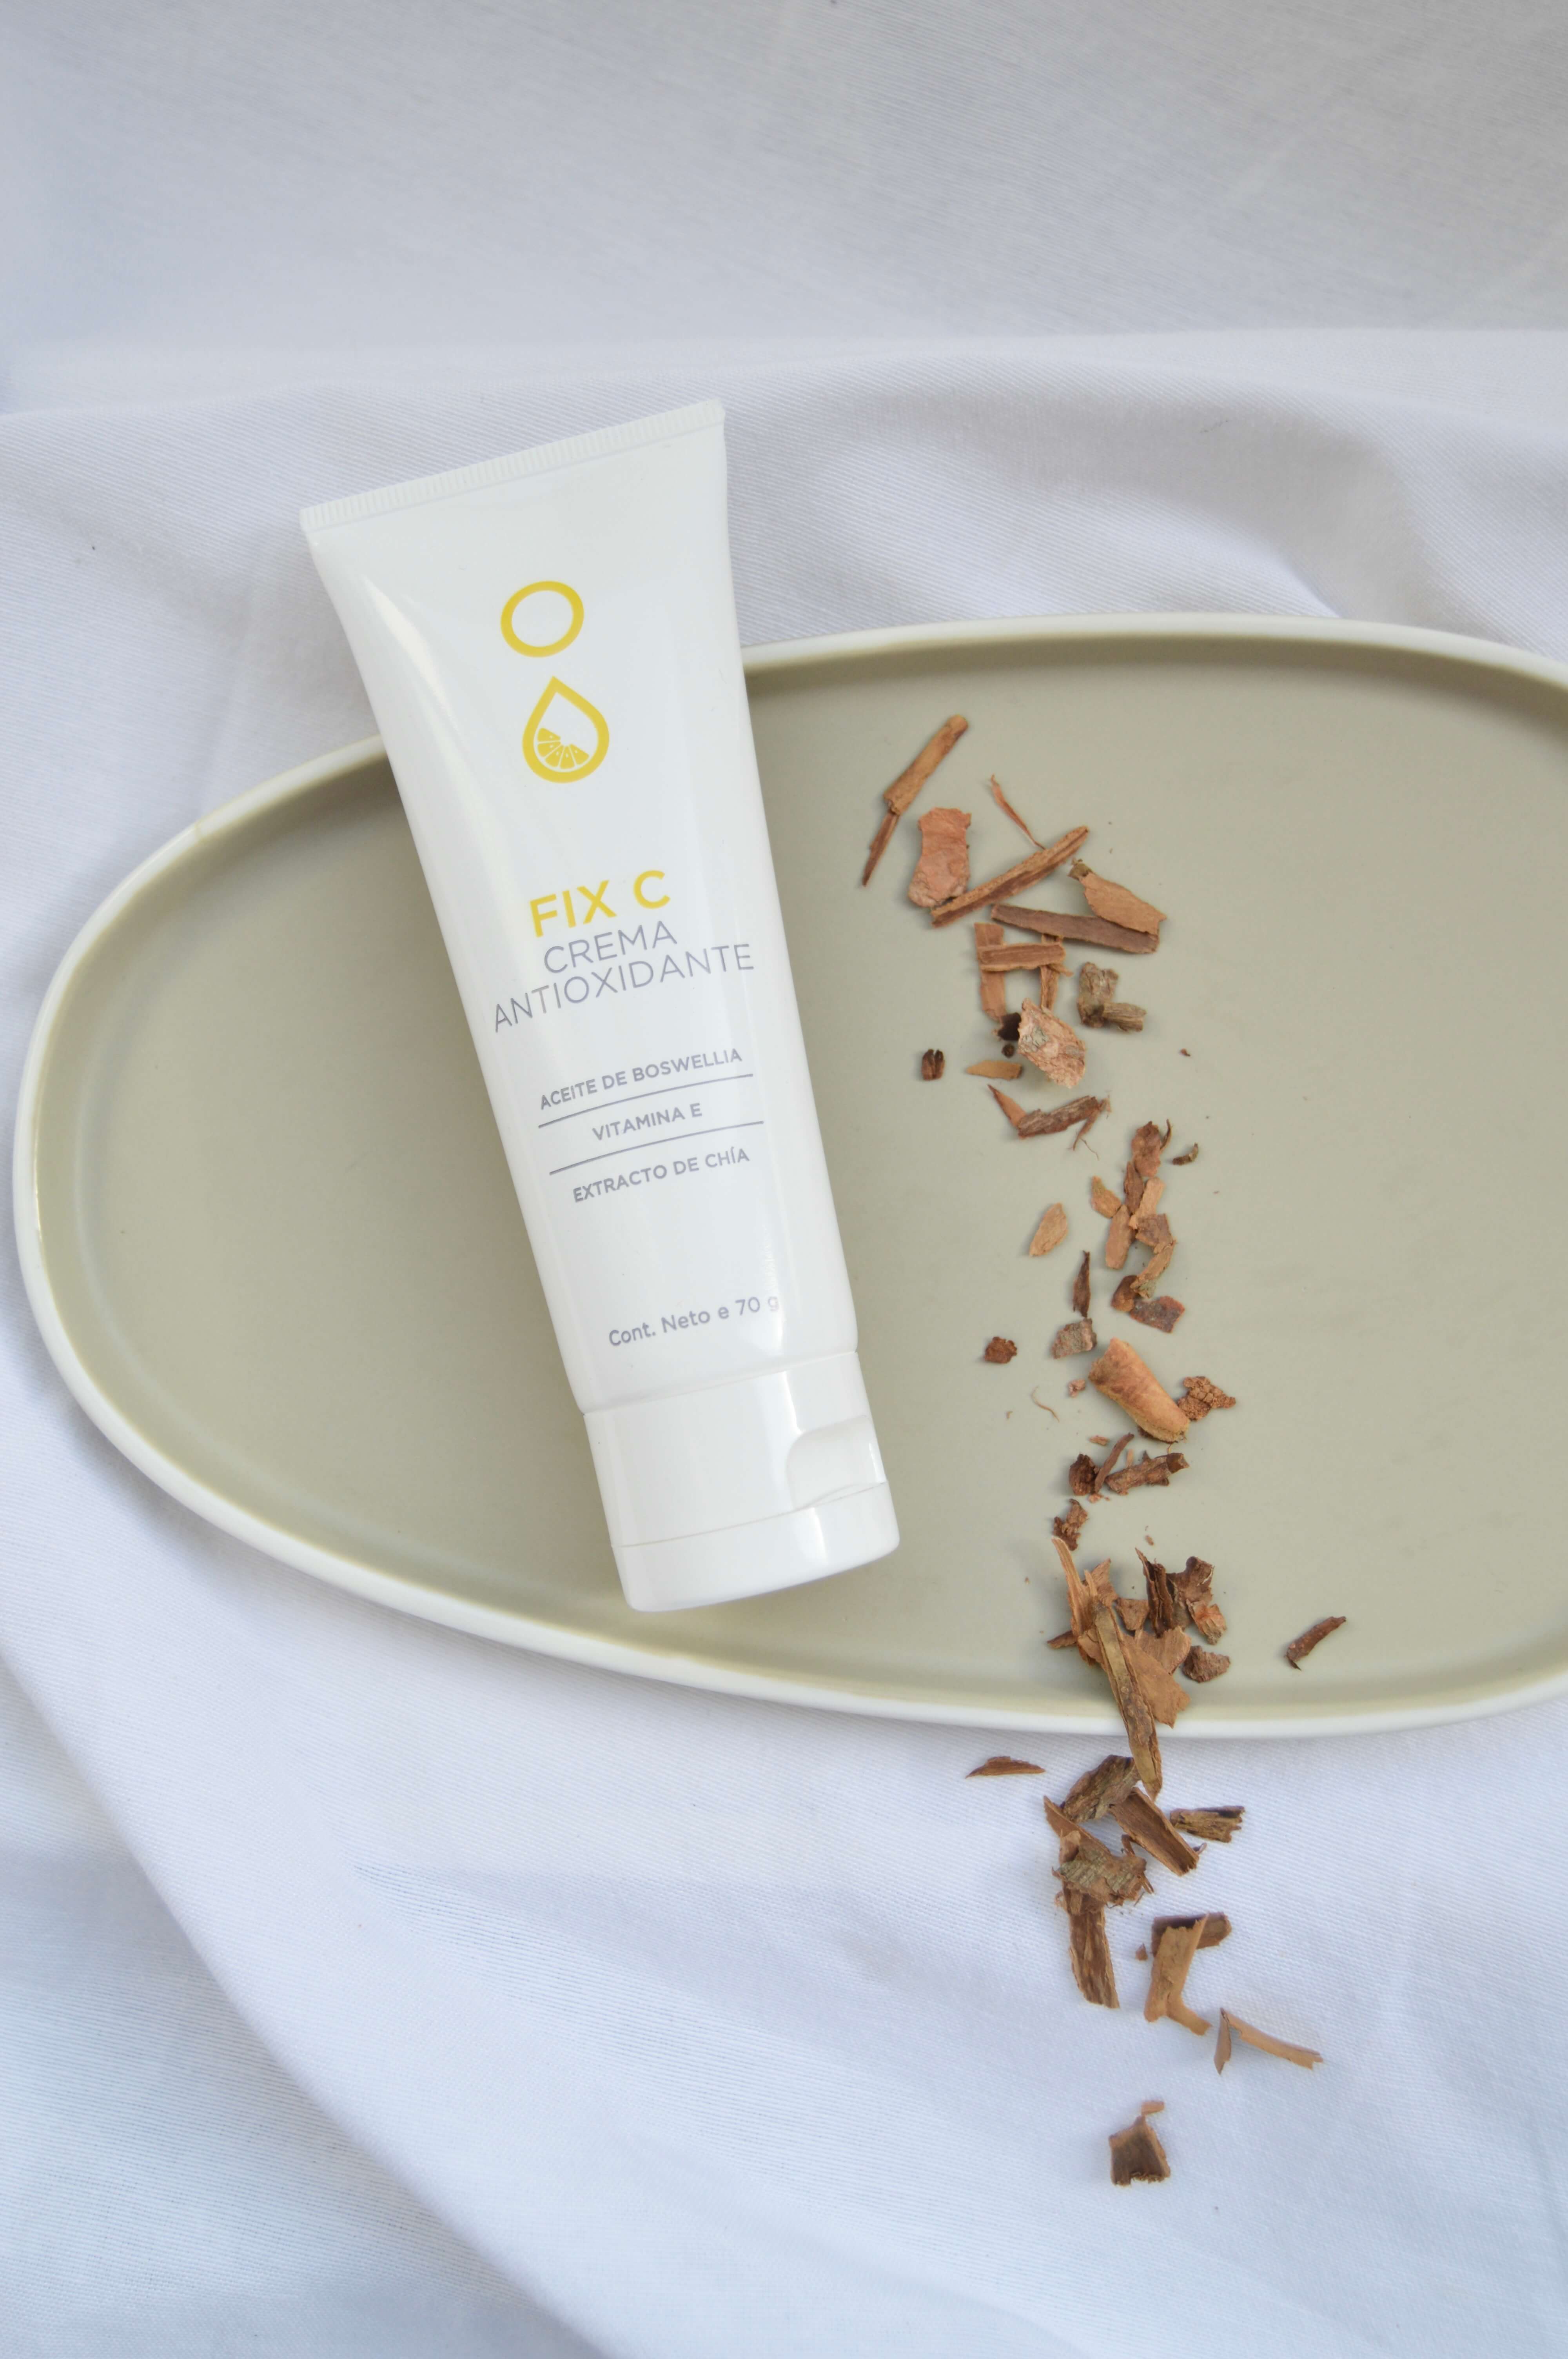 FIX C
CREMA
ANTIOXIDANTE
ACEITE DE BOSWELLIA
VITAMINA E
EXTRACTO DE CHÍA
Cont. Neto e 70 g